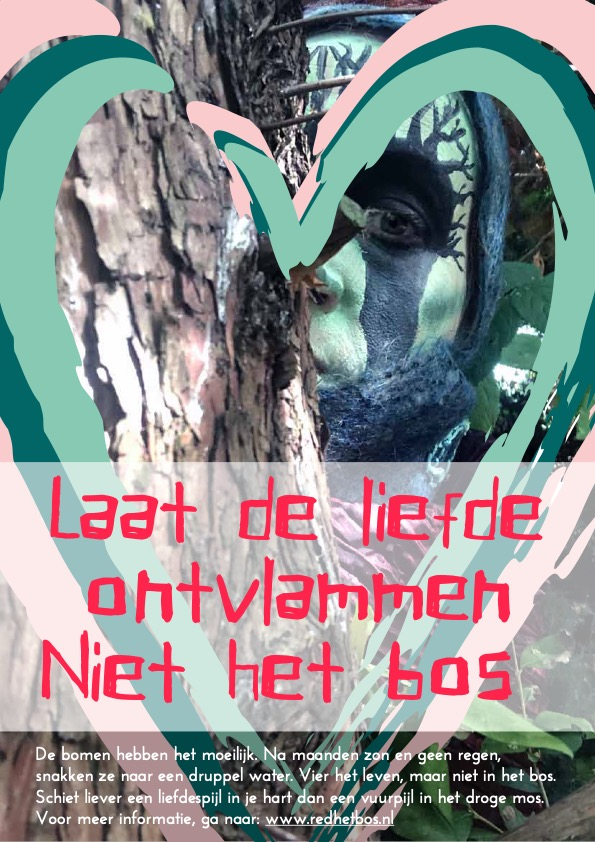 Laat de liefde
ontvlammen
Niet het bos
De bomen hebben het moeilijk. Na maanden zon en geen regen,
snakken ze naar een druppel water. Vier het leven, maar niet in het bos.
Schiet liever een liefdespijl in je hart dan een vuurpijl in het droge mos.
Voor meer informatie, ga naar: www.redhetbos.nl